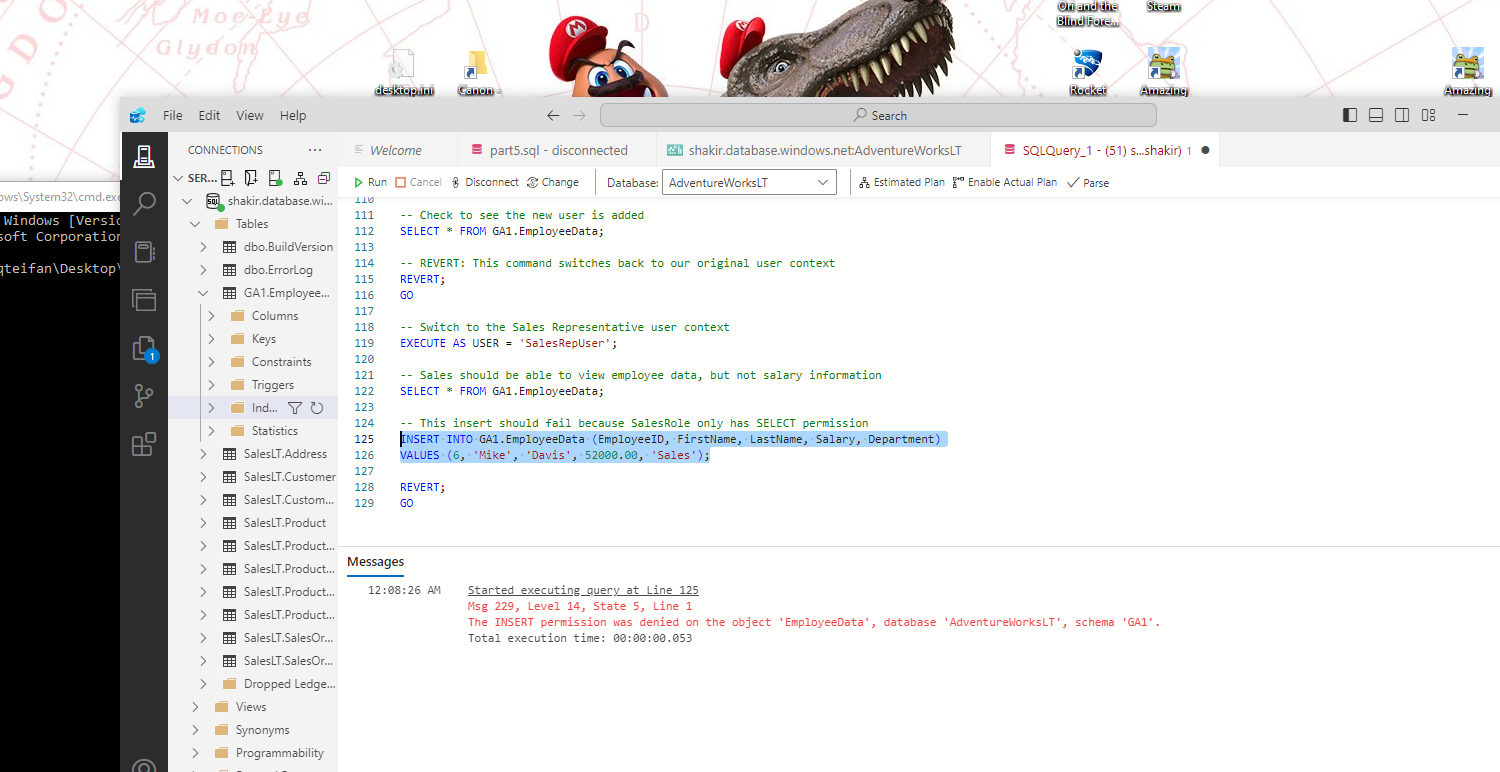 Moe-Eye
Glydon
GD
D
Ori and the
Blind Fore...
Steam
desktop.ini
Canon -
Rocket
Amazing
Amazing
File Edit View Help
Search
CONNECTIONS ...
Welcome
part5.sql - disconnected
shakir.database.windows.net:AdventureWorksLT
SQLQuery_1 - (51) s...shakir) 1
SER...
Run Cancel Disconnect Change Database: AdventureWorksLT Estimated Plan Enable Actual Plan Parse
ows\System32\cmd.exe
Windows [Versio
soft Corporation
qteifan\Desktop\
1
shakir.database.wi...
Tables
dbo.BuildVersion
dbo.ErrorLog
GA1.Employee...
Columns
Keys
Constraints
Triggers
Ind...
Statistics
SalesLT.Address
SalesLT.Customer
SalesLT.Custom...
SalesLT.Product
SalesLT.Product...
SalesLT.Product...
SalesLT.Product...
SalesLT.Product...
SalesLT.SalesOr...
SalesLT.SalesOr...
Dropped Ledge...
Views
Synonyms
Programmability
110
111 -- Check to see the new user is added
112 SELECT * FROM GA1.EmployeeData;
113
114 -- REVERT: This command switches back to our original user context
115 REVERT;
116 GO
117
118 -- Switch to the Sales Representative user context
119 EXECUTE AS USER = 'SalesRepUser';
120
121 -- Sales should be able to view employee data, but not salary information
122 SELECT * FROM GA1.EmployeeData;
123
124 -- This insert should fail because SalesRole only has SELECT permission
125 INSERT INTO GA1.EmployeeData (EmployeeID, FirstName, LastName, Salary, Department)
126 VALUES (6, 'Mike', 'Davis', 52000.00, 'Sales');
127
128 REVERT;
129 GO
Messages
12:08:26 AM Started executing query at Line 125
Msg 229, Level 14, State 5, Line 1
The INSERT permission was denied on the object 'EmployeeData', database 'AdventureWorksLT', schema 'GA1'.
Total execution time: 00:00:00.053